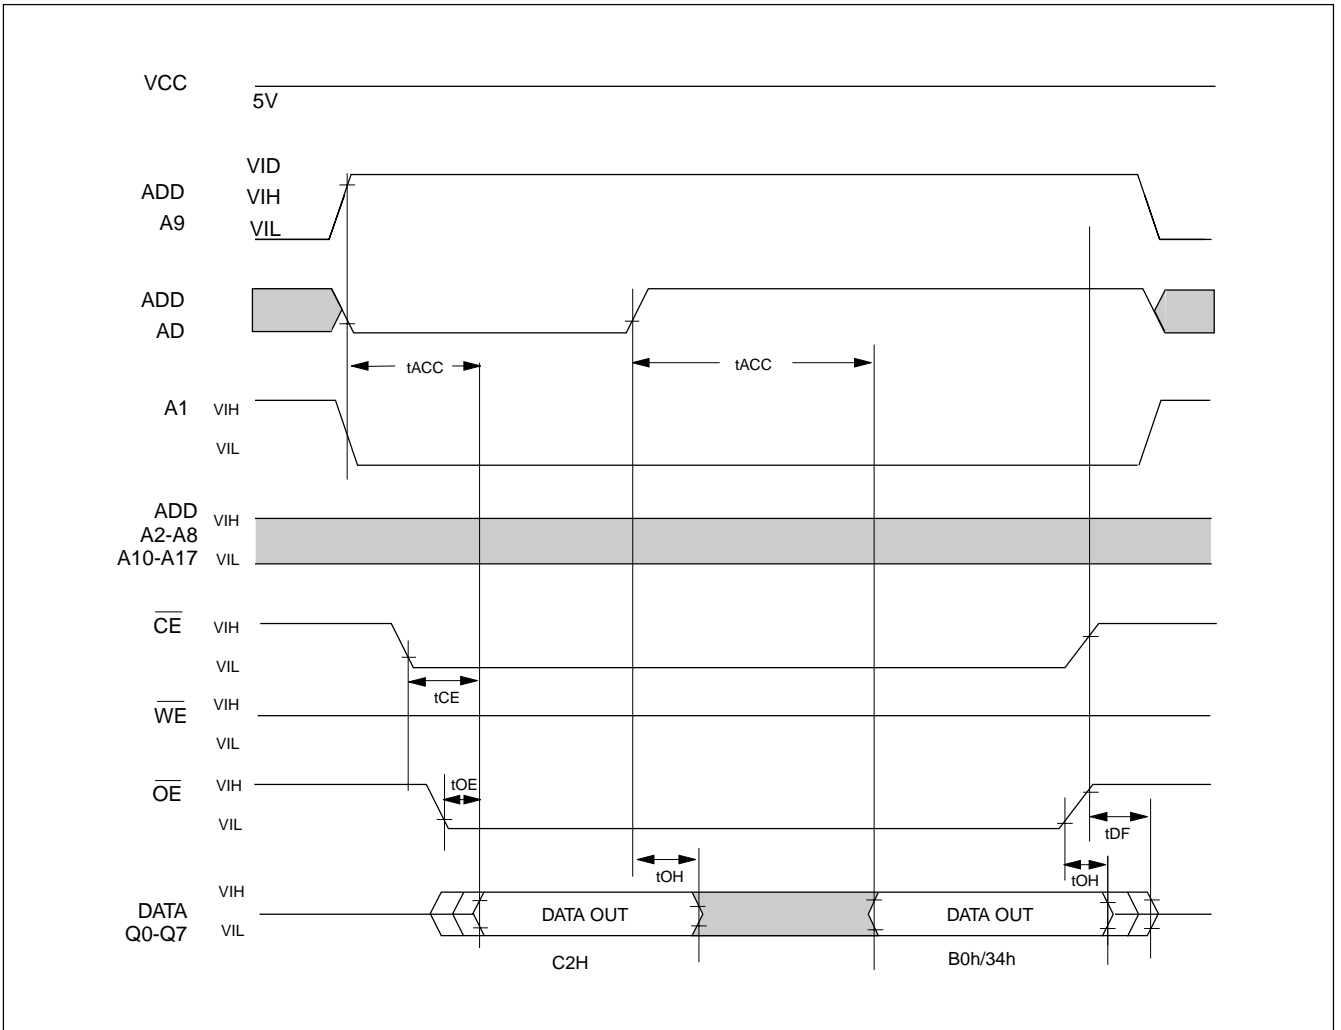 VCC
5V
VID
ADD
VIH
A9
VIL
ADD
AD
tACC
tACC
A1 VIH
VIL
ADD
VIH
A2-A8
A10-A17 VIL
CE VIH
VIL
tCE
WE VIH
VIL
OE VIH
tOE
VIL
tDF
tOH
tOH
VIH
DATA
DATA OUT
DATA OUT
Q0-Q7 VIL
C2H
B0h/34h